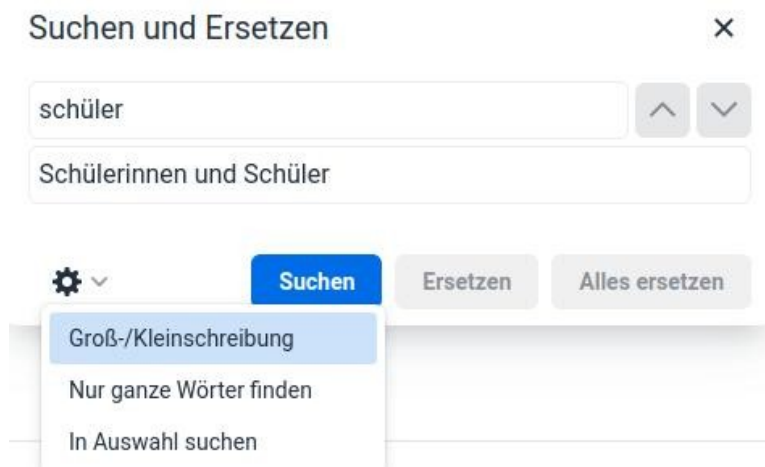 Suchen und Ersetzen
schüler
Schülerinnen und Schüler
Suchen Ersetzen Alles ersetzen
Groß-/Kleinschreibung
Nur ganze Wörter finden
In Auswahl suchen